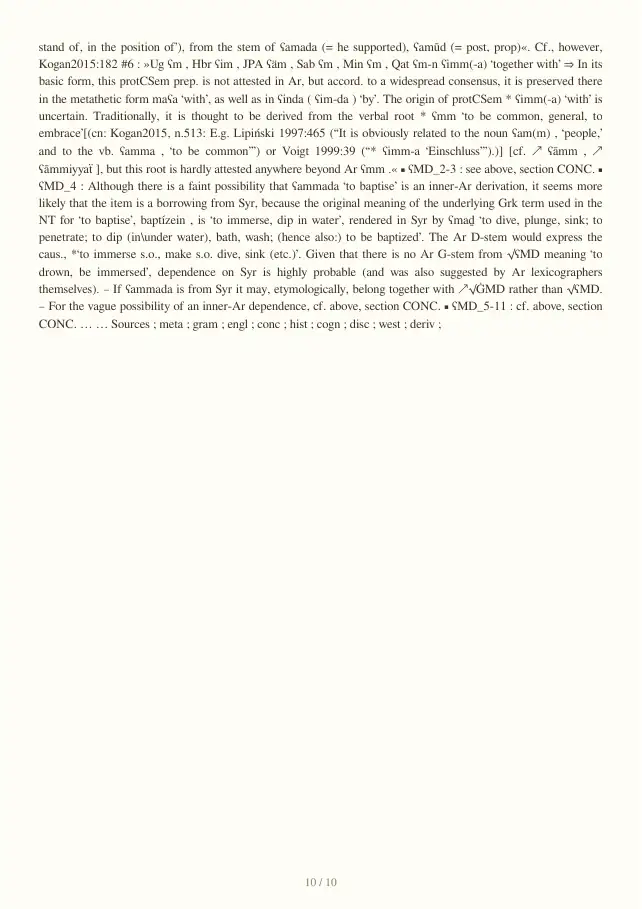 stand of, in the position of’), from the stem of ʕamada (= he supported), ʕamūd (= post, prop)«. Cf., however,
Kogan2015:182 #6 : »Ug ʕm , Hbr ʕim , JPA ʕäm , Sab ʕm , Min ʕm , Qat ʕm-n ʕimm(-a) ‘together with’ ⇒ In its
basic form, this protCSem prep. is not attested in Ar, but accord. to a widespread consensus, it is preserved there
in the metathetic form maʕa ‘with’, as well as in ʕinda ( ʕim-da ) ‘by’. The origin of protCSem * ʕimm(-a) ‘with’ is
uncertain. Traditionally, it is thought to be derived from the verbal root * ʕmm ‘to be common, general, to
embrace’[(cn: Kogan2015, n.513: E.g. Lipiński 1997:465 (“It is obviously related to the noun ʕam(m) , ‘people,’
and to the vb. ʕamma , ‘to be common’”) or Voigt 1999:39 (“* ʕimm-a ‘Einschluss’”).)] [cf. ↗ ʕāmm , ↗
ʕāmmiyyaẗ ], but this root is hardly attested anywhere beyond Ar ʕmm .« ▪ ʕMD_2-3 : see above, section CONC. ▪
ʕMD_4 : Although there is a faint possibility that ʕammada ‘to baptise’ is an inner-Ar derivation, it seems more
likely that the item is a borrowing from Syr, because the original meaning of the underlying Grk term used in the
NT for ‘to baptise’, baptízein , is ‘to immerse, dip in water’, rendered in Syr by ʕmaḏ ‘to dive, plunge, sink; to
penetrate; to dip (in\under water), bath, wash; (hence also:) to be baptized’. The Ar D-stem would express the
caus., *‘to immerse s.o., make s.o. dive, sink (etc.)’. Given that there is no Ar G-stem from √ʕMD meaning ‘to
drown, be immersed’, dependence on Syr is highly probable (and was also suggested by Ar lexicographers
themselves). – If ʕammada is from Syr it may, etymologically, belong together with ↗√ĠMD rather than √ʕMD.
– For the vague possibility of an inner-Ar dependence, cf. above, section CONC. ▪ ʕMD_5-11 : cf. above, section
CONC. … … Sources ; meta ; gram ; engl ; conc ; hist ; cogn ; disc ; west ; deriv ;
10 / 10